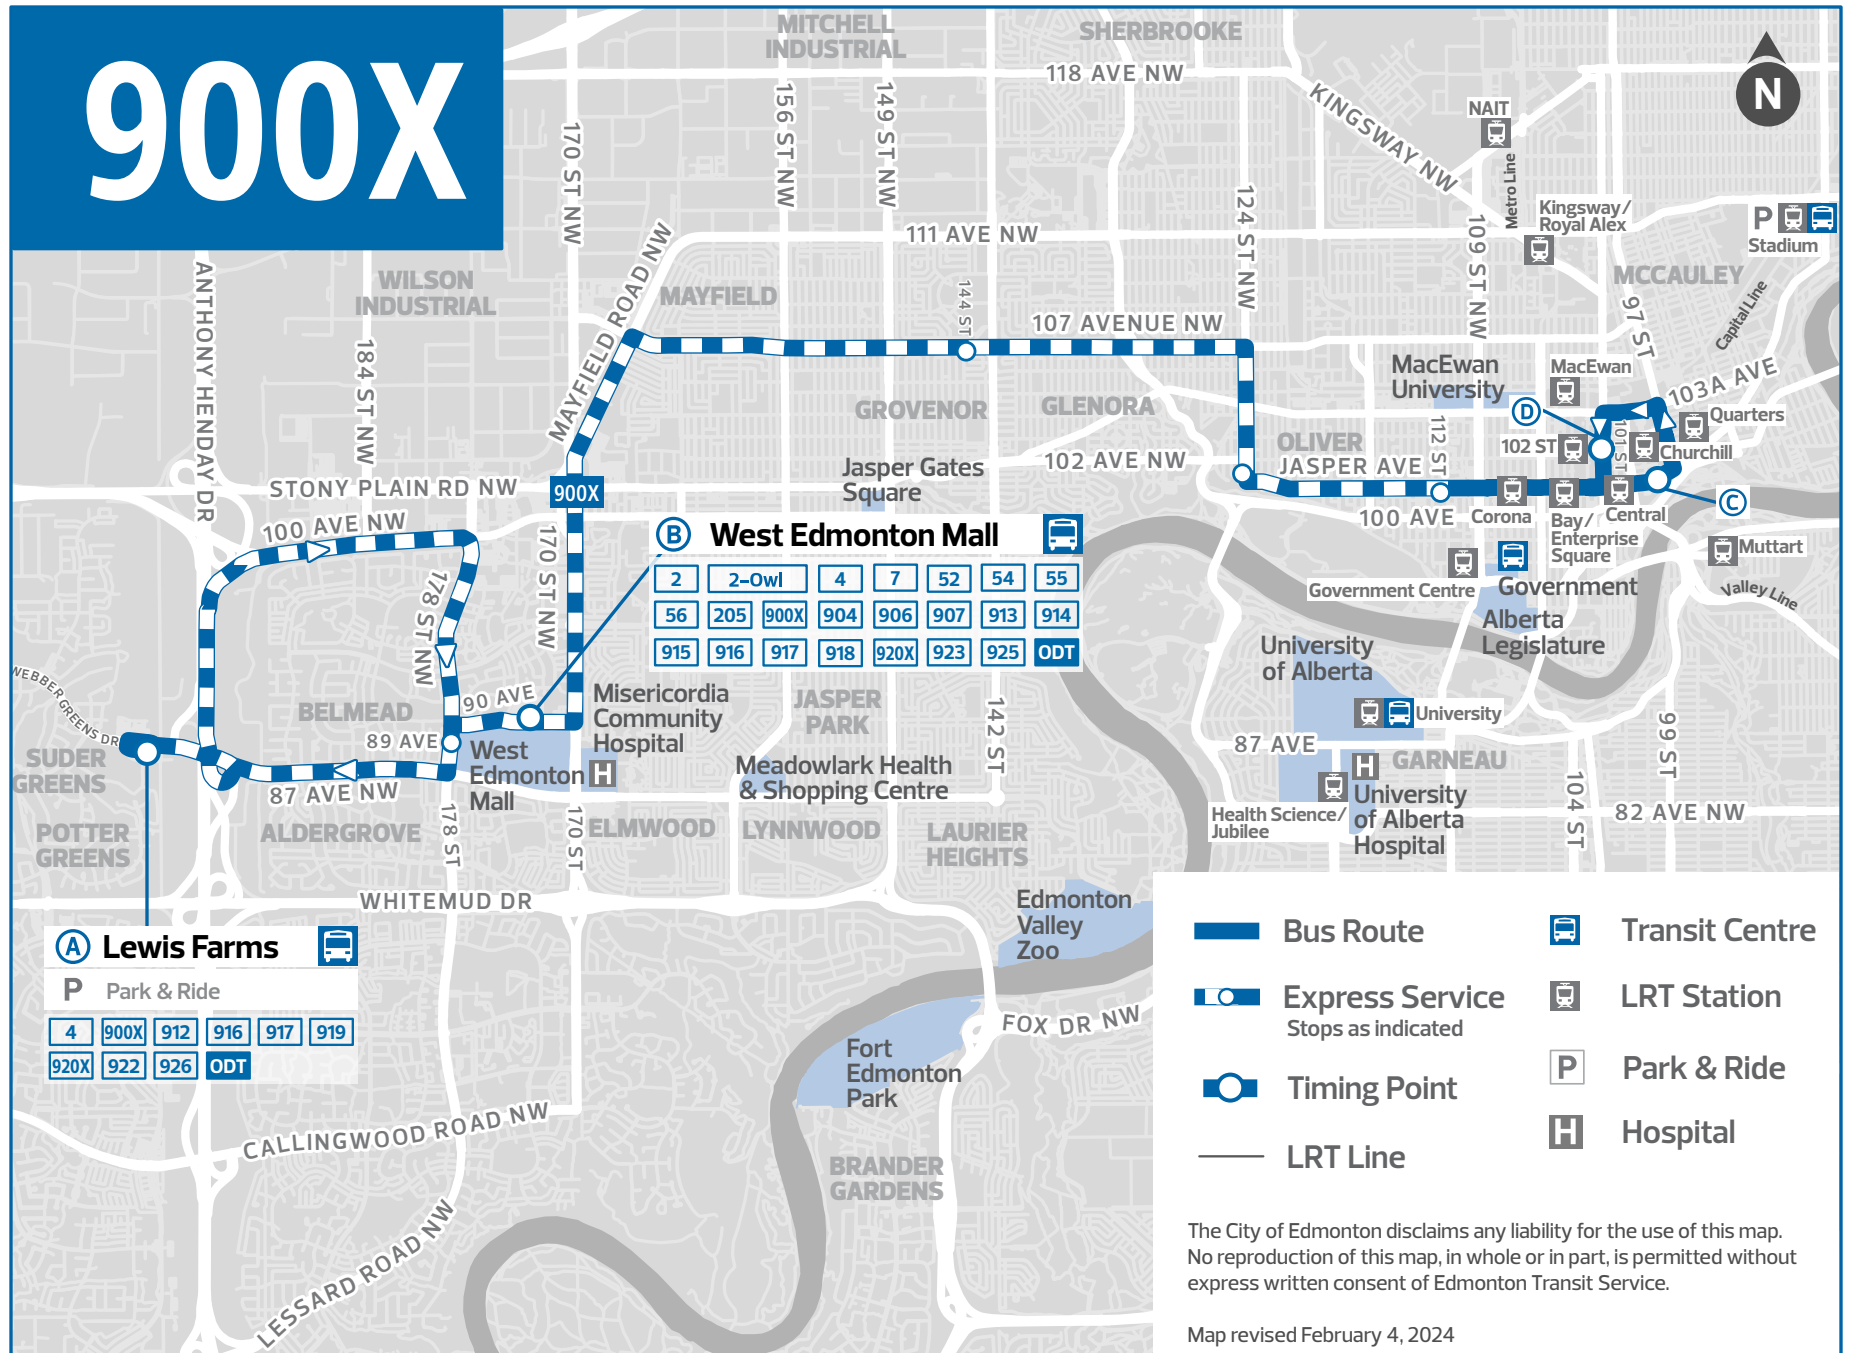 900X
MITCHELL
INDUSTRIAL
SHERBROOKE
118 AVE NW
KINGSWAY NW
N
NAIT
Metro Line
170 ST NW
156 ST NW
149 ST NW
124 ST NW
109 ST NW
Kingsway/
Royal Alex
P
Stadium
111 AVE NW
MCCAULEY
Capital Line
97 ST
ANTHONY HENDAY DR
WILSON
INDUSTRIAL
MAYFIELD ROAD NW
MAYFIELD
144 ST
107 AVENUE NW
184 ST NW
MacEwan
University
MacEwan
103A AVE
GROVENOR
GLENORA
D
Quarters
OLIVER
112 ST
102 ST
101 ST
Churchill
Jasper Gates
Square
102 AVE NW
JASPER AVE
STONY PLAIN RD NW
900X
C
100 AVE NW
100 AVE
Corona
Bay/
Enterprise
Square
Central
170 ST NW
B West Edmonton Mall
2 2-Owl 4 7 52 54 55
56 205 900X 904 906 907 913 914
915 916 917 918 920X 923 925 ODT
Muttart
Government Centre
Government
Valley Line
178 ST NW
Alberta
Legislature
University
of Alberta
WEBBER GREENS DR
BELMEAD
90 AVE
Misericordia
Community
Hospital
H
JASPER
PARK
142 ST
University
99 ST
89 AVE
West
Edmonton
Mall
87 AVE
GARNEAU
SUDER
GREENS
87 AVE NW
Meadowlark Health
& Shopping Centre
H
University
of Alberta
Hospital
Health Science/
Jubilee
104 ST
82 AVE NW
POTTER
GREENS
ALDERGROVE
178 ST
170 ST
ELMWOOD
LYNNWOOD
LAURIER
HEIGHTS
WHITEMUD DR
Edmonton
Valley
Zoo
A Lewis Farms
P Park & Ride
4 900X 912 916 917 919
920X 922 926 ODT
FOX DR NW
Fort
Edmonton
Park
CALLINGWOOD ROAD NW
BRANDER
GARDENS
LESSARD ROAD NW
Bus Route
Transit Centre
Express Service
Stops as indicated
LRT Station
Timing Point
P Park & Ride
LRT Line
H Hospital
The City of Edmonton disclaims any liability for the use of this map.
No reproduction of this map, in whole or in part, is permitted without
express written consent of Edmonton Transit Service.
Map revised February 4, 2024